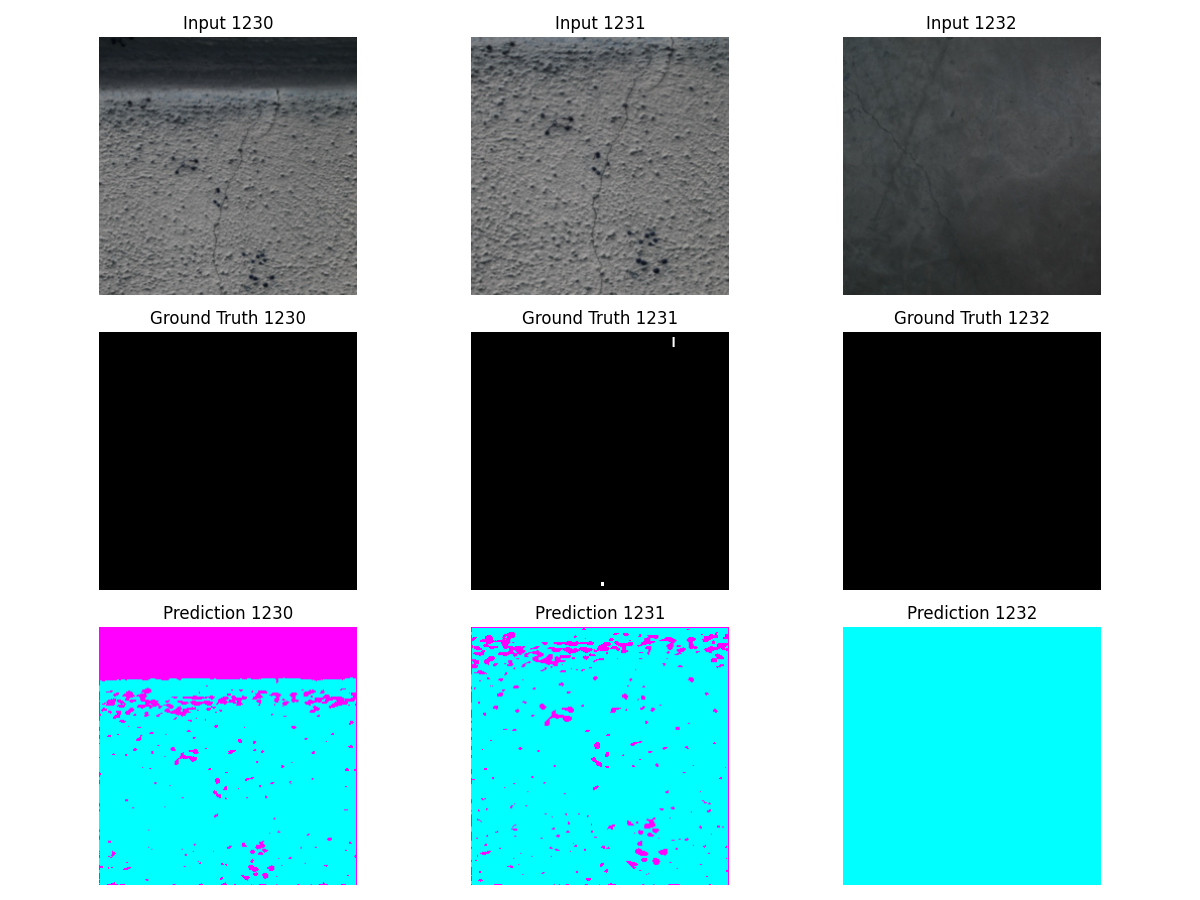 Input 1230
Input 1231
Input 1232
Ground Truth 1230
Ground Truth 1231
Ground Truth 1232
Prediction 1230
Prediction 1231
Prediction 1232